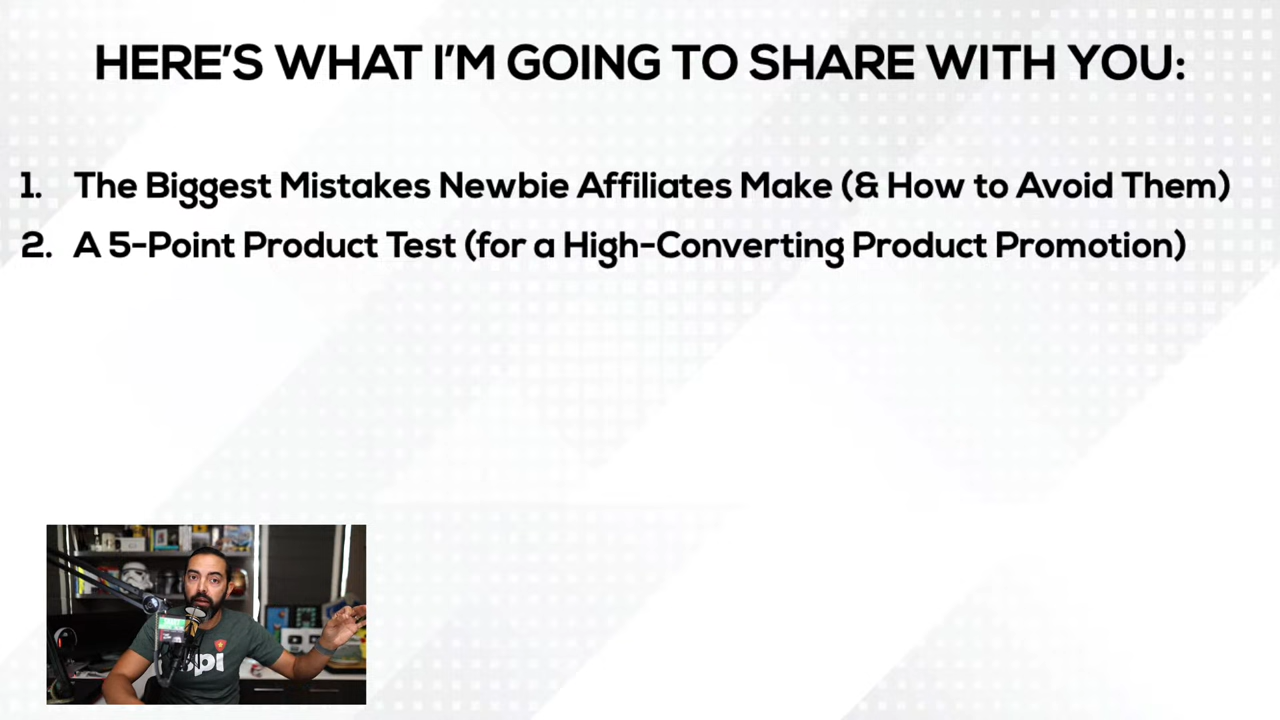 HERE’S WHAT I’M GOING TO SHARE WITH YOU:
1. The Biggest Mistakes Newbie Affiliates Make (& How to Avoid Them)
2. A 5-Point Product Test (for a High-Converting Product Promotion)
spi